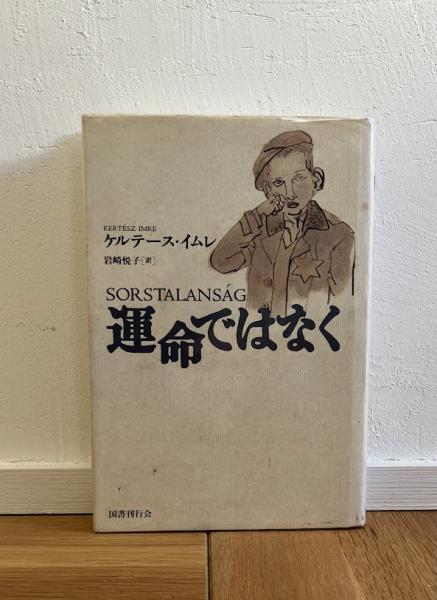 KERTÉSZ IMRE
ケルテース・イムレ
岩崎悦子[訳]
SORSTALANSÁG
運命ではなく
国書刊行会